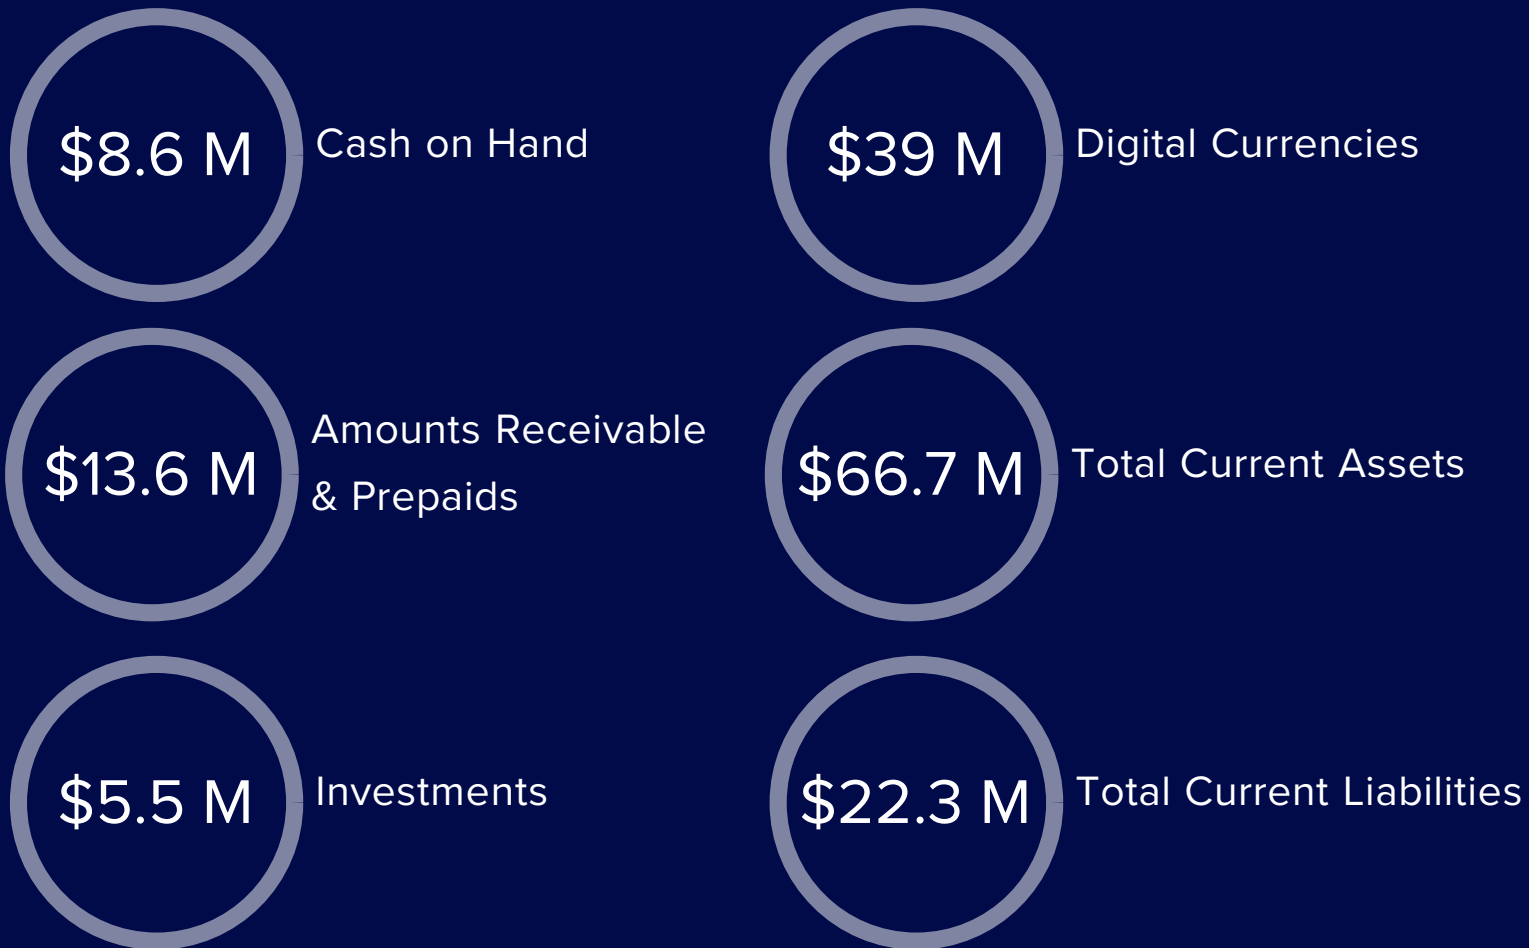 $8.6 M
Cash on Hand
$39 M
Digital Currencies
$13.6 M
Amounts Receivable
& Prepaids
$66.7 M
Total Current Assets
$5.5 M
Investments
$22.3 M
Total Current Liabilities